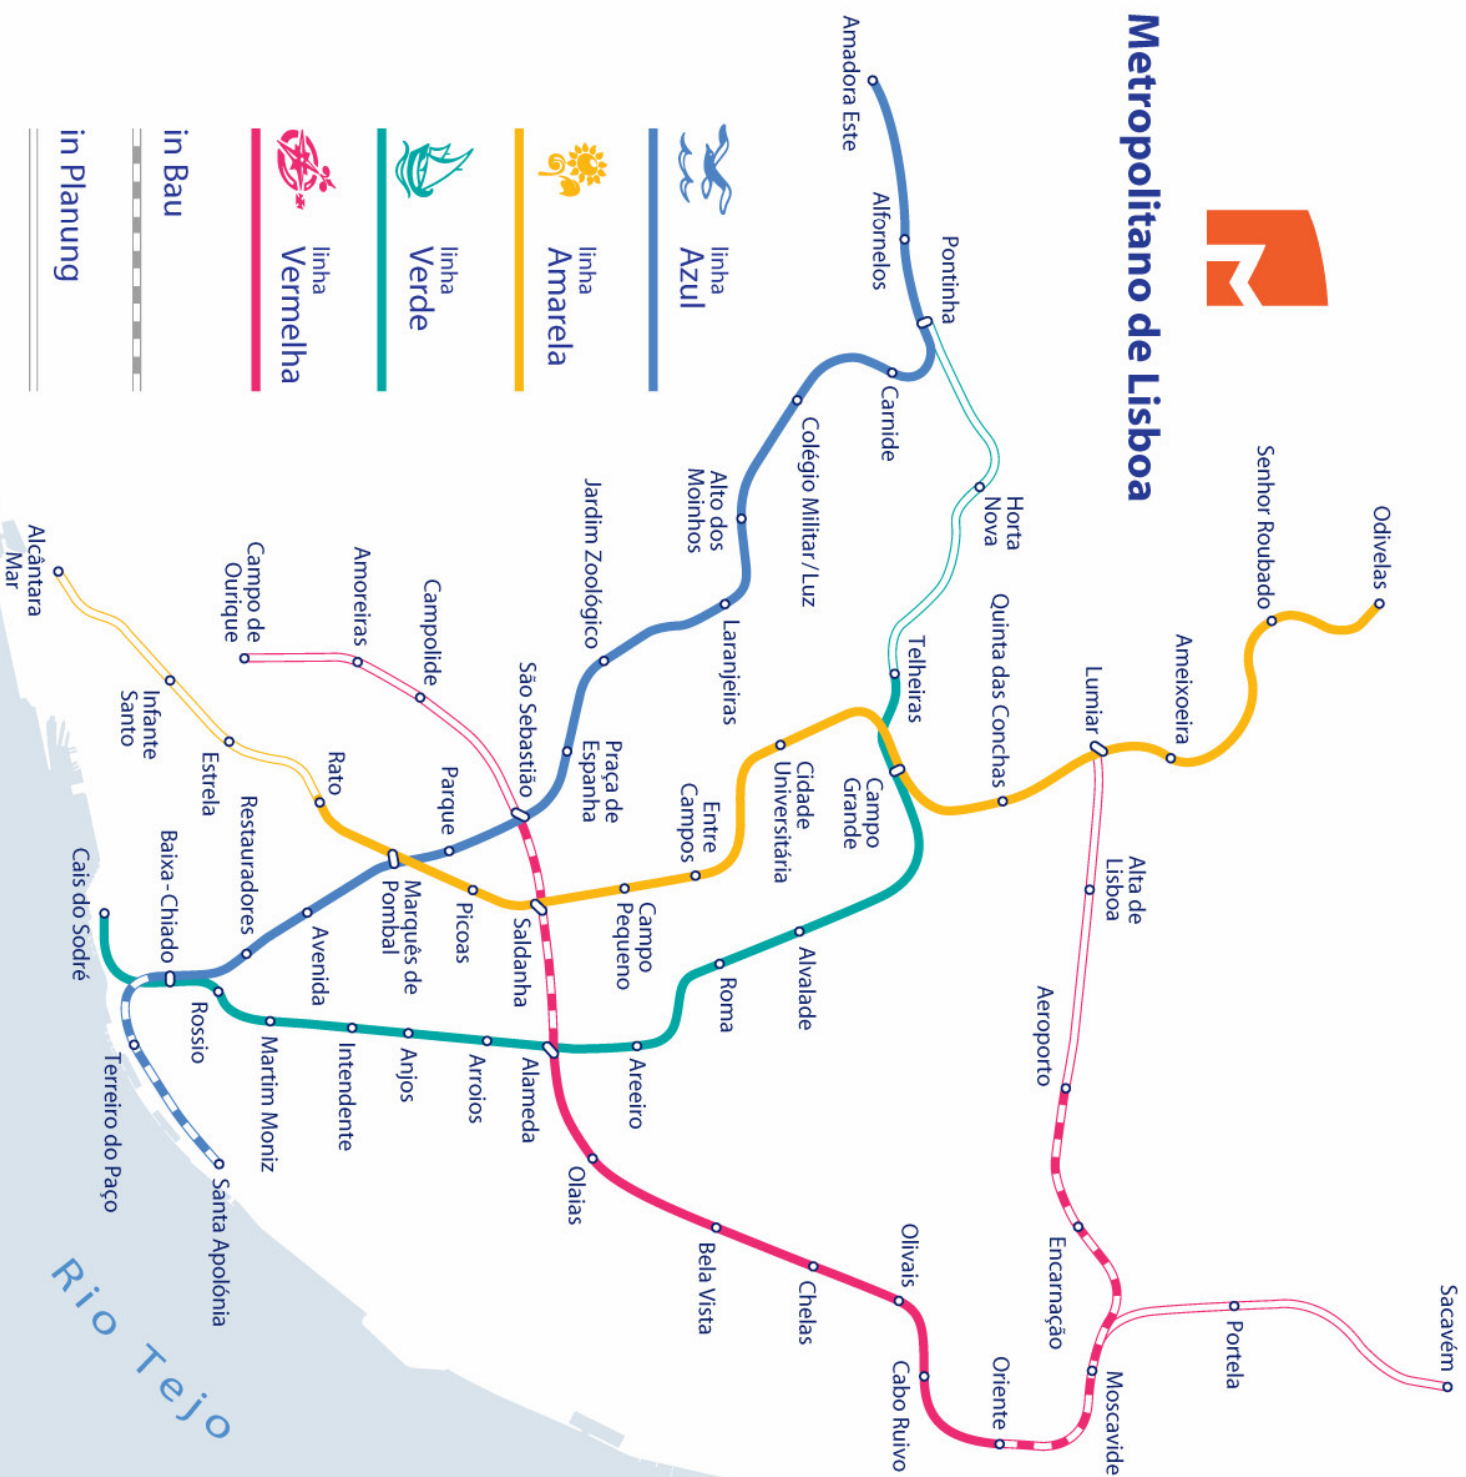 Metropolitano de Lisboa
linha
Azul
linha
Amarela
linha
Verde
linha
Vermelha
in Bau
in Planung
Amadora Este
Alfornelos
Pontinha
Carnide
Colégio Militar/Luz
Alto dos
Moinhos
Laranjeiras
Jardim Zoológico
Praça de
Espanha
São Sebastião
Parque
Marquês de
Pombal
Avenida
Restauradores
Baixa-Chiado
Terreiro do Paço
Santa Apolónia
Odivelas
Senhor Roubado
Ameixoeira
Lumiar
Quinta das Conchas
Campo
Grande
Cidade
Universitária
Entre
Campos
Campo
Pequeno
Saldanha
Picoas
Rato
Estrela
Infante
Santo
Alcântara
Mar
Horta
Nova
Telheiras
Alvalade
Roma
Areeiro
Alameda
Arroios
Anjos
Intendente
Martim Moniz
Rossio
Cais do Sodré
Campo de
Ourique
Amoreiras
Campolide
Olaias
Bela Vista
Chelas
Olivais
Cabo Ruivo
Oriente
Moscavide
Encarnação
Aeroporto
Alta de
Lisboa
Portela
Sacavém
Rio Tejo